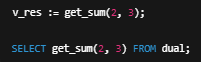 v_res := get_sum(2, 3);
SELECT get_sum(2, 3) FROM dual;